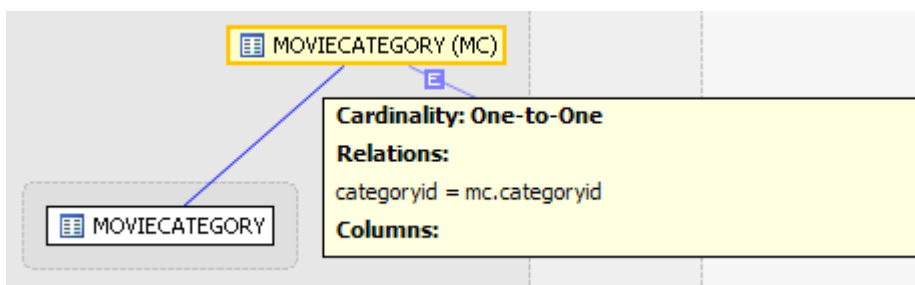 MOVIECATEGORY (MC)
E
Cardinality: One-to-One
Relations:
categoryid = mc.categoryid
MOVIECATEGORY
Columns: